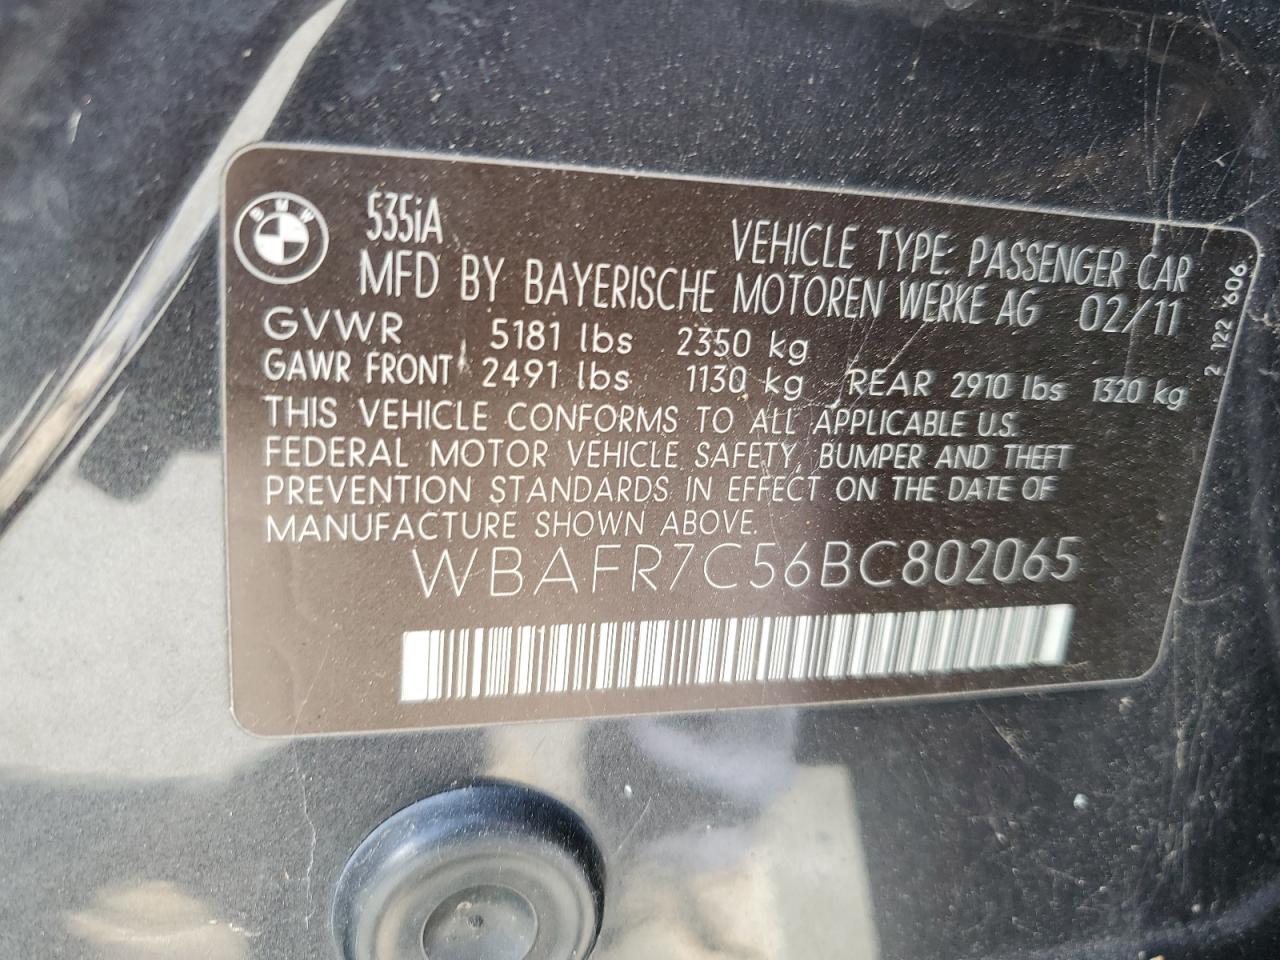 BMW
535iA
VEHICLE TYPE: PASSENGER CAR
MFD BY BAYERISCHE MOTOREN WERKE AG 02/11
GVWR 5181 lbs 2350 kg
GAWR FRONT 2491 lbs 1130 kg REAR 2910 lbs 1320 kg
THIS VEHICLE CONFORMS TO ALL APPLICABLE U.S.
FEDERAL MOTOR VEHICLE SAFETY, BUMPER AND THEFT
PREVENTION STANDARDS IN EFFECT ON THE DATE OF
MANUFACTURE SHOWN ABOVE.
WBAFR7C56BC802065
2 122 606